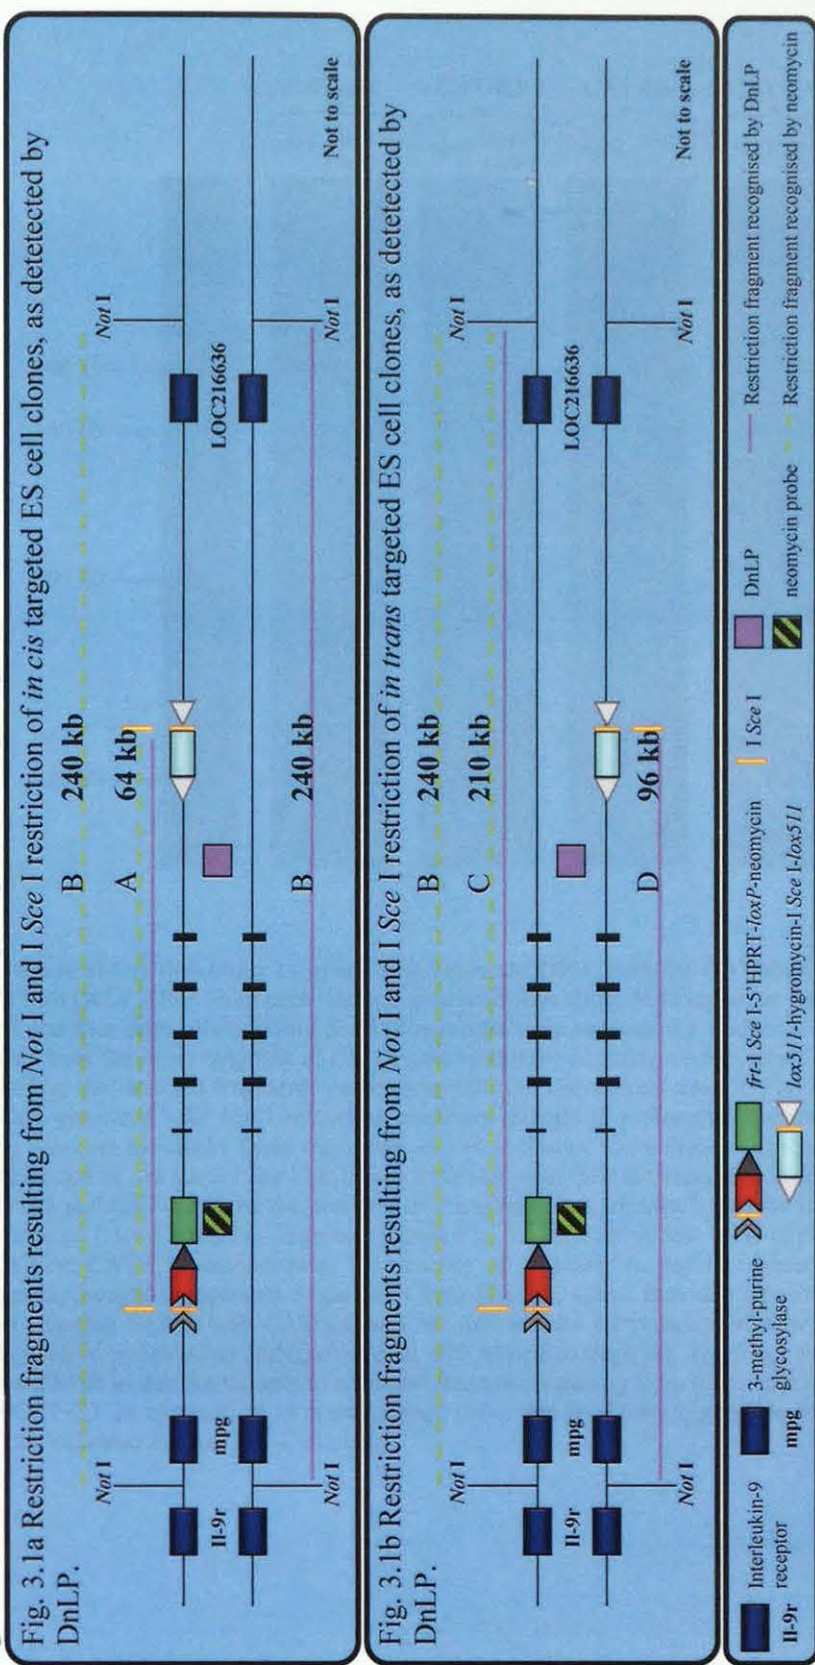 Fig. 3.1a Restriction fragments resulting from Not I and I Sce I restriction of in cis targeted ES cell clones, as detetected by
DnLP.
B 240 kb
Not I Not I
A 64 kb
Il-9r mpg LOC216636
B 240 kb
Not I Not I
Not to scale
Fig. 3.1b Restriction fragments resulting from Not I and I Sce I restriction of in trans targeted ES cell clones, as detetected by
DnLP.
B 240 kb
Not I Not I
C 210 kb
Il-9r mpg LOC216636
D 96 kb
Not I Not I
Not to scale
Interleukin-9 3-methyl-purine frt-I Sce I-5'HPRT-loxP-neomycin I Sce I DnLP Restriction fragment recognised by DnLP
receptor glycosylase
Il-9r mpg lox511-hygromycin-I Sce I-lox511 neomycin probe Restriction fragment recognised by neomycin